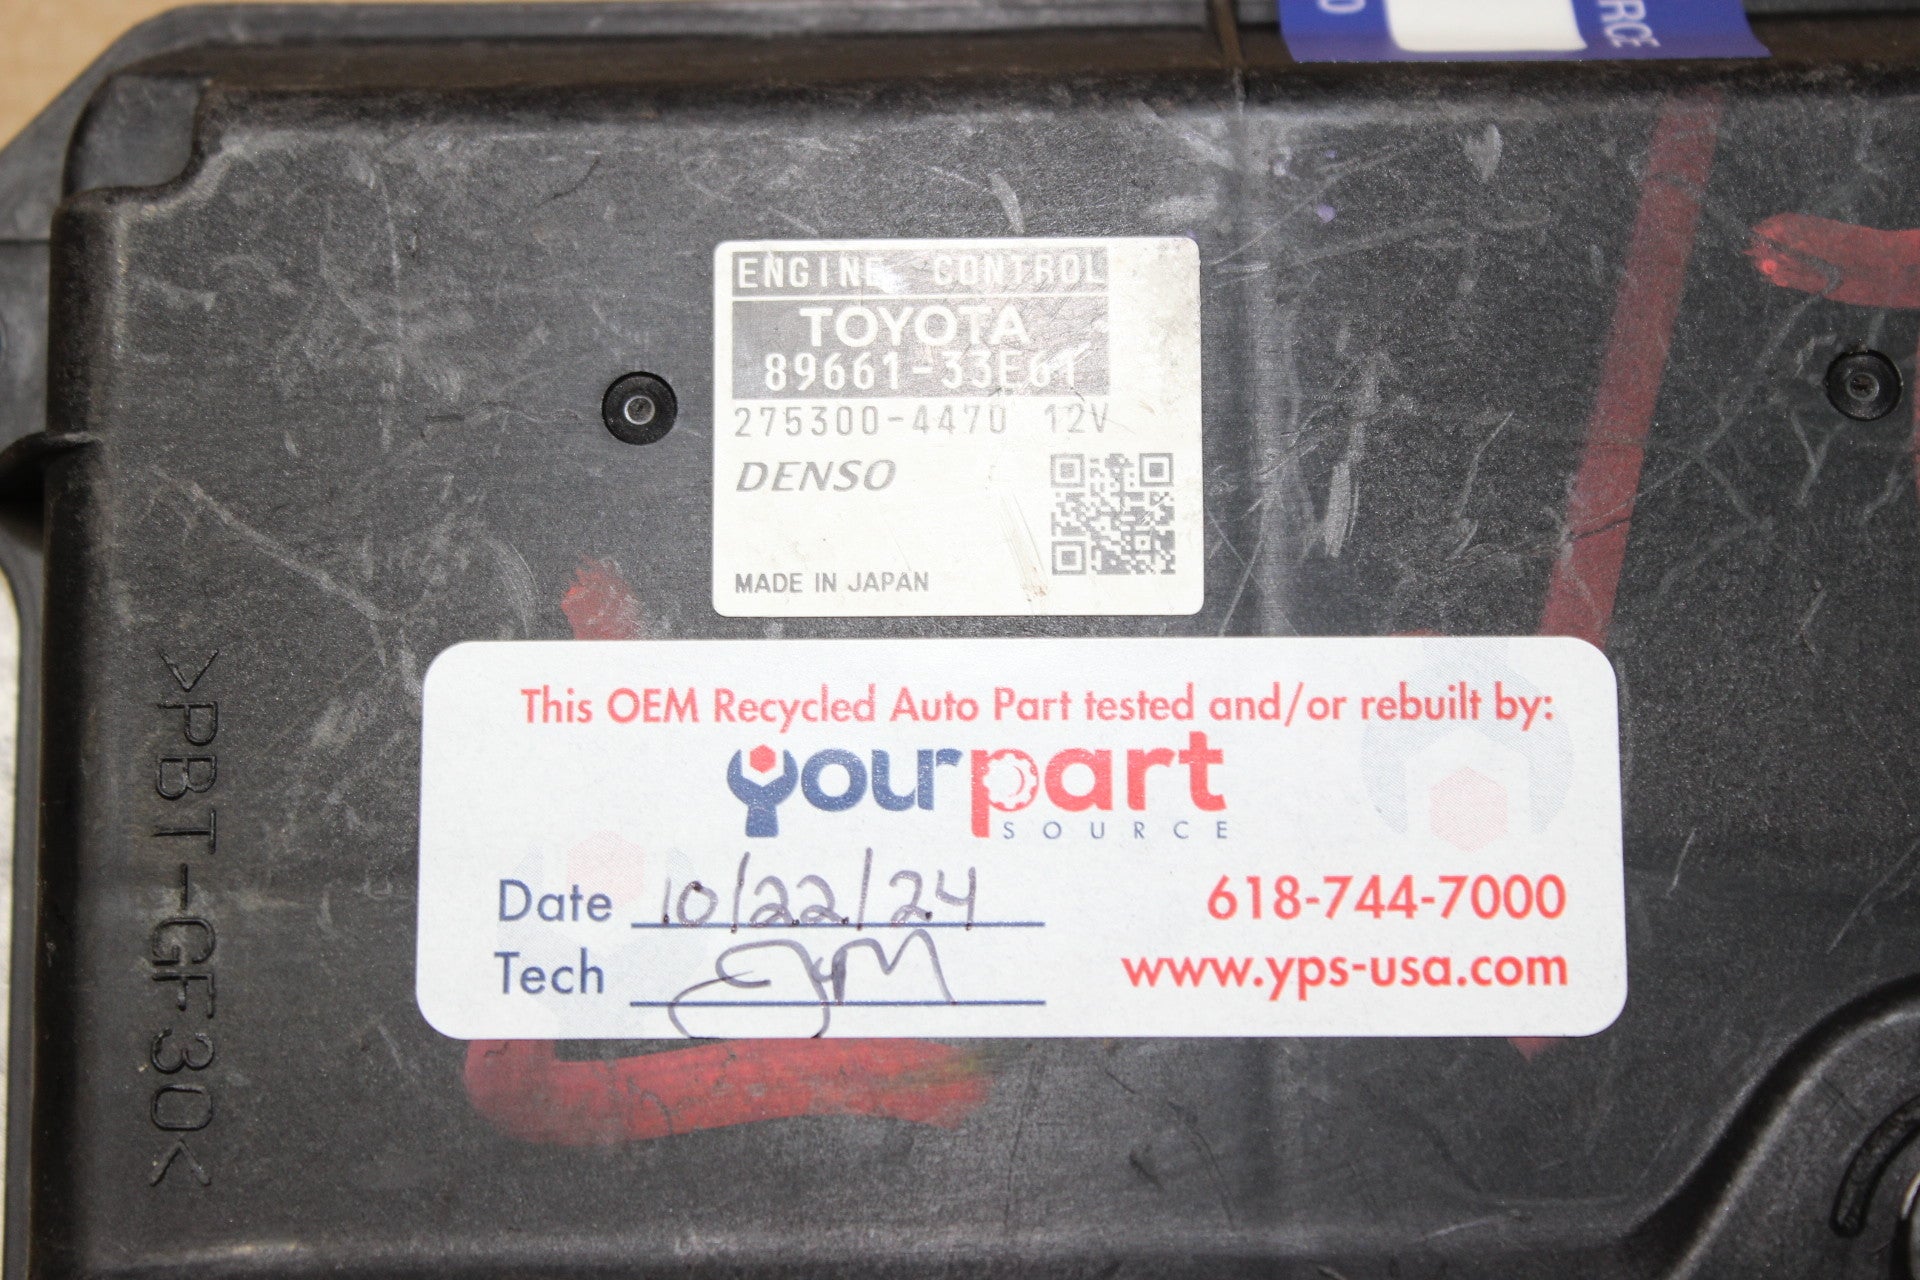 RCE
0
ENGINE CONTROL
TOYOTA
89661-33E61
275300-4470 12V
DENSO
MADE IN JAPAN
>PBT-GF30<
This OEM Recycled Auto Part tested and/or rebuilt by:
yourpart
SOURCE
Date 10/22/24
618-744-7000
Tech
www.yps-usa.com